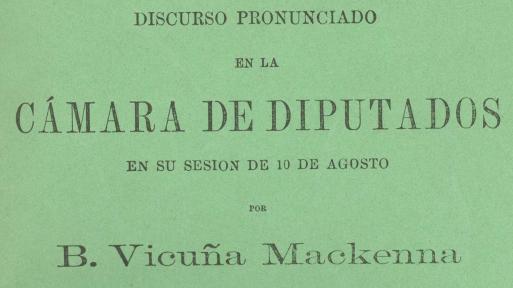 DISCURSO PRONUNCIADO
EN LA
CÁMARA DE DIPUTADOS
EN SU SESION DE 10 DE AGOSTO
POR
B. Vicuña Mackenna